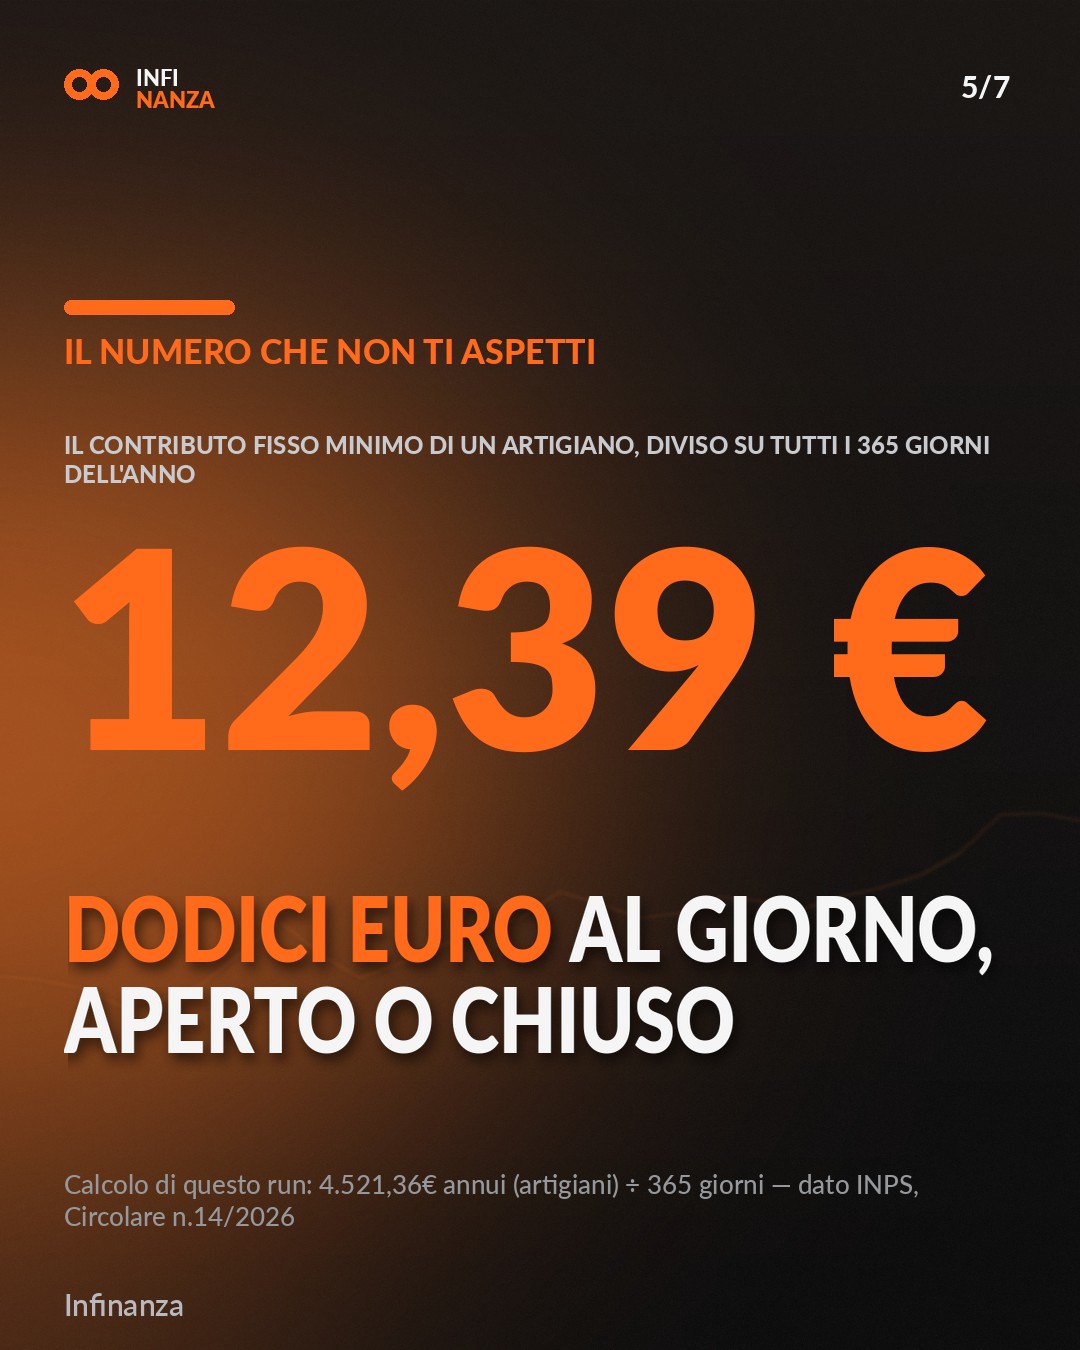 INFI
NANZA
5/7
IL NUMERO CHE NON TI ASPETTI
IL CONTRIBUTO FISSO MINIMO DI UN ARTIGIANO, DIVISO SU TUTTI I 365 GIORNI
DELL'ANNO
12,39 €
DODICI EURO AL GIORNO,
APERTO O CHIUSO
Calcolo di questo run: 4.521,36€ annui (artigiani) ÷ 365 giorni — dato INPS,
Circolare n.14/2026
Infinanza